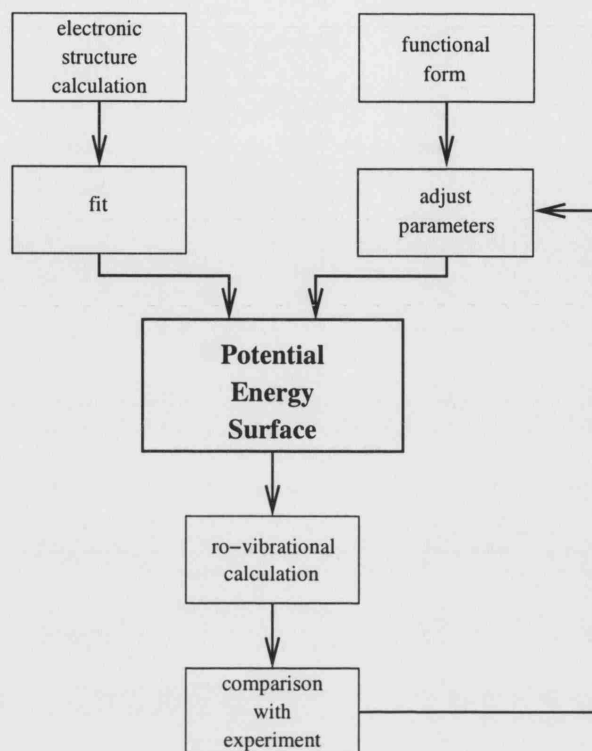 electronic
structure
calculation
functional
form
fit
adjust
parameters
Potential
Energy
Surface
ro-vibrational
calculation
comparison
with
experiment